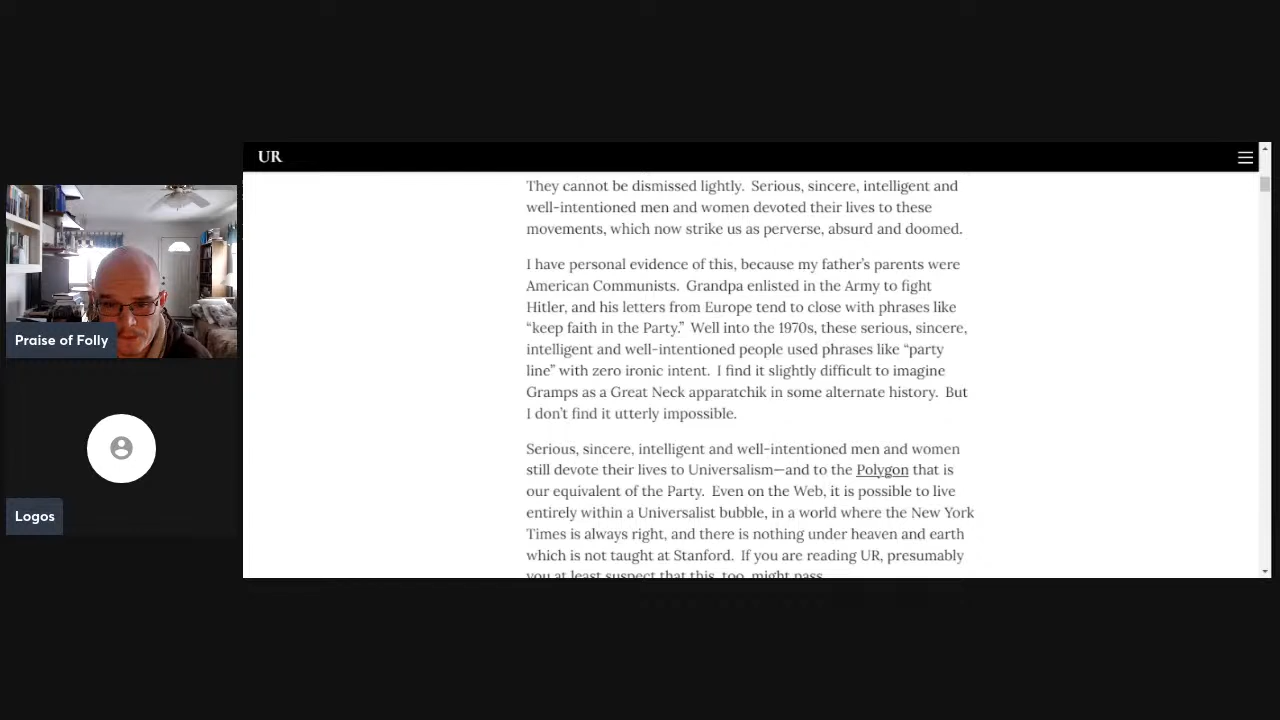 UR
They cannot be dismissed lightly. Serious, sincere, intelligent and
well-intentioned men and women devoted their lives to these
movements, which now strike us as perverse, absurd and doomed.
I have personal evidence of this, because my father’s parents were
American Communists. Grandpa enlisted in the Army to fight
Hitler, and his letters from Europe tend to close with phrases like
“keep faith in the Party.” Well into the 1970s, these serious, sincere,
intelligent and well-intentioned people used phrases like “party
line” with zero ironic intent. I find it slightly difficult to imagine
Gramps as a Great Neck apparatchik in some alternate history. But
I don’t find it utterly impossible.
Serious, sincere, intelligent and well-intentioned men and women
still devote their lives to Universalism—and to the Polygon that is
our equivalent of the Party. Even on the Web, it is possible to live
entirely within a Universalist bubble, in a world where the New York
Times is always right, and there is nothing under heaven and earth
which is not taught at Stanford. If you are reading UR, presumably
you at least suspect that this, too, might pass.
Praise of Folly
Logos